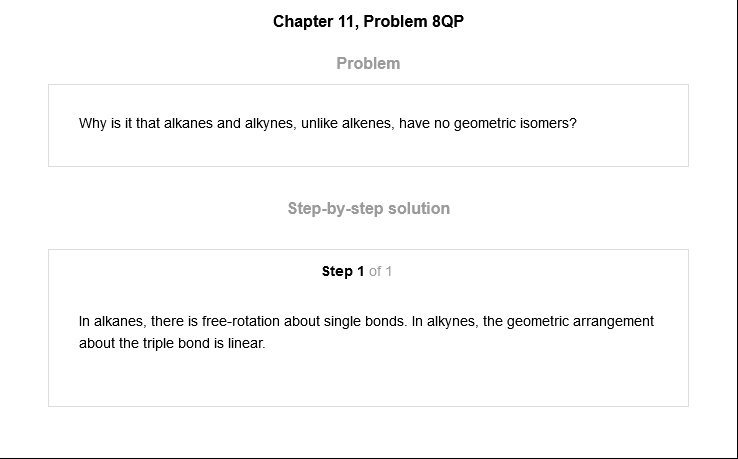 Chapter 11, Problem 8QP
Problem
Why is it that alkanes and alkynes, unlike alkenes, have no geometric isomers?
Step-by-step solution
Step 1 of 1
In alkanes, there is free-rotation about single bonds. In alkynes, the geometric arrangement
about the triple bond is linear.